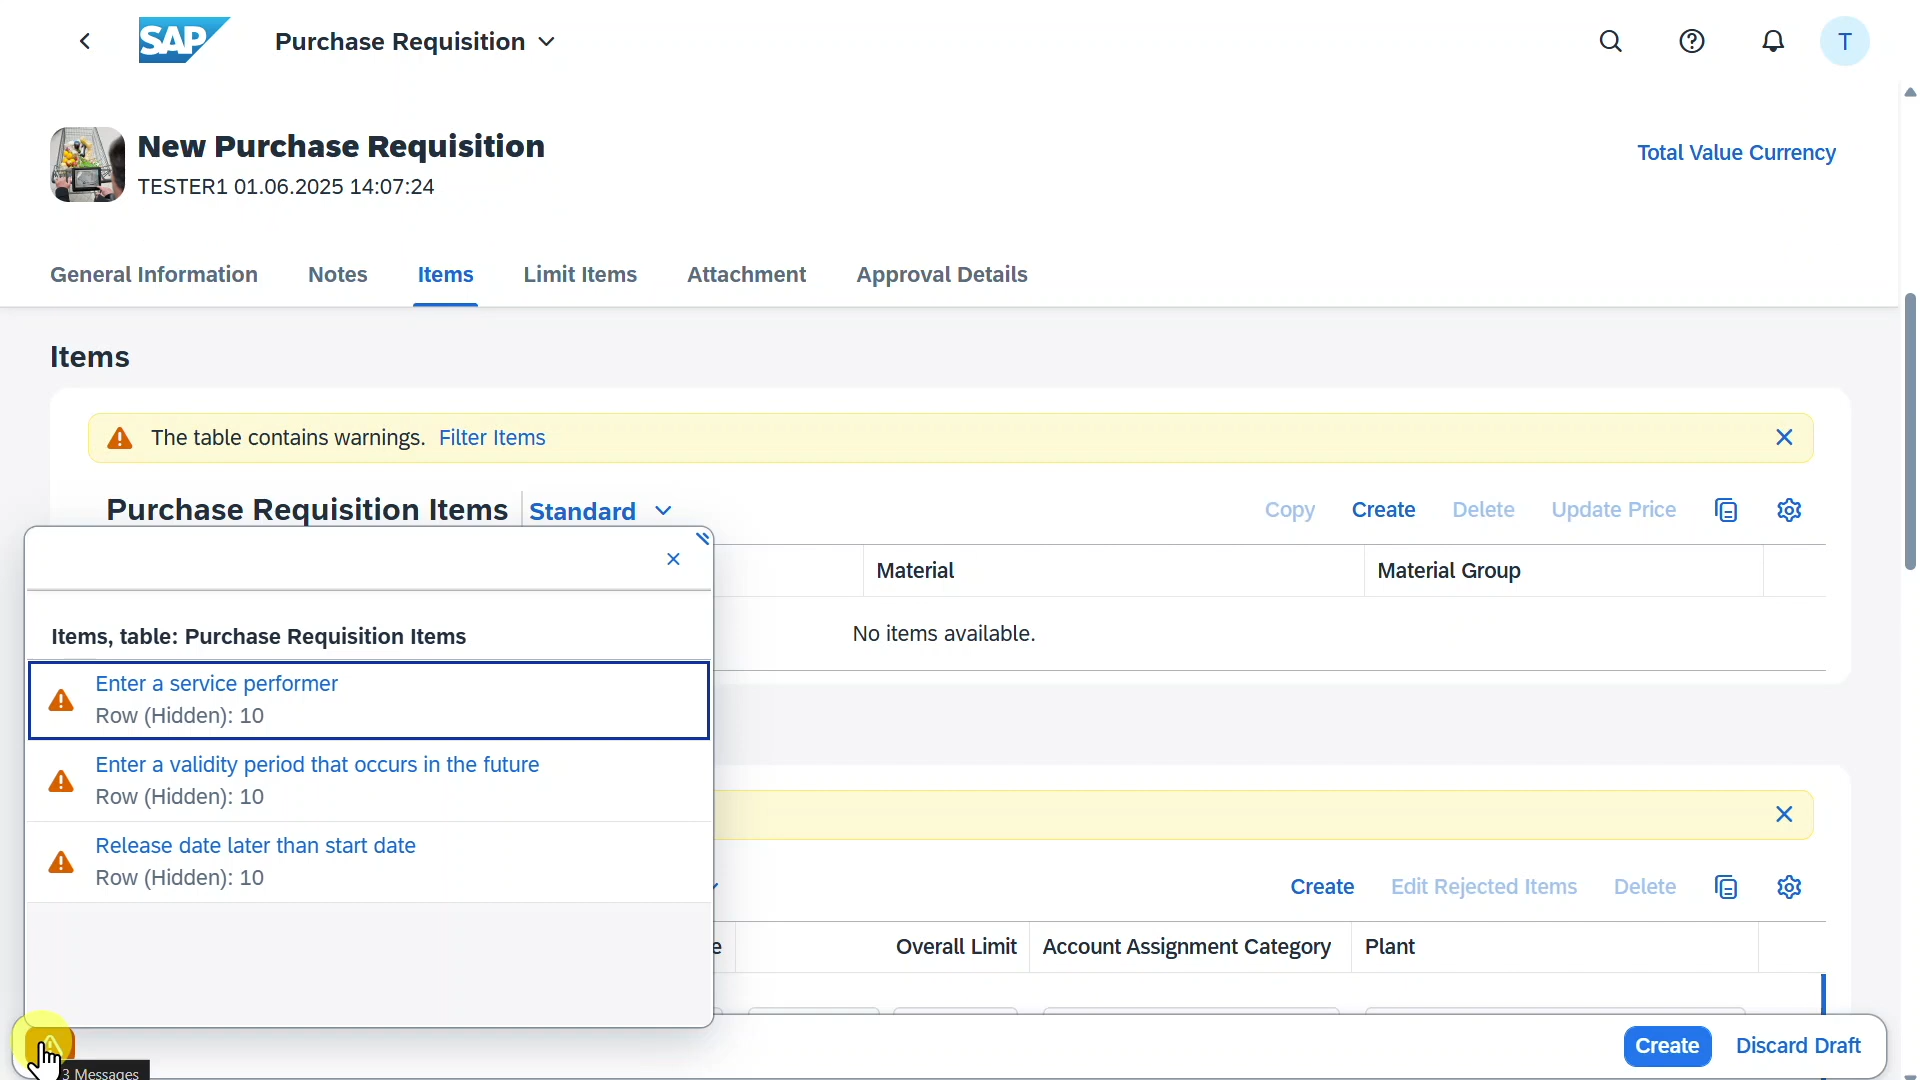 SAP
Purchase Requisition
T
New Purchase Requisition
TESTER1 01.06.2025 14:07:24
Total Value Currency
General Information
Notes
Items
Limit Items
Attachment
Approval Details
Items
The table contains warnings. Filter Items
Purchase Requisition Items
Standard
Copy
Create
Delete
Update Price
Material
Material Group
No items available.
Items, table: Purchase Requisition Items
Enter a service performer
Row (Hidden): 10
Enter a validity period that occurs in the future
Row (Hidden): 10
Release date later than start date
Row (Hidden): 10
Create
Edit Rejected Items
Delete
e
Overall Limit
Account Assignment Category
Plant
3 Messages
Create
Discard Draft